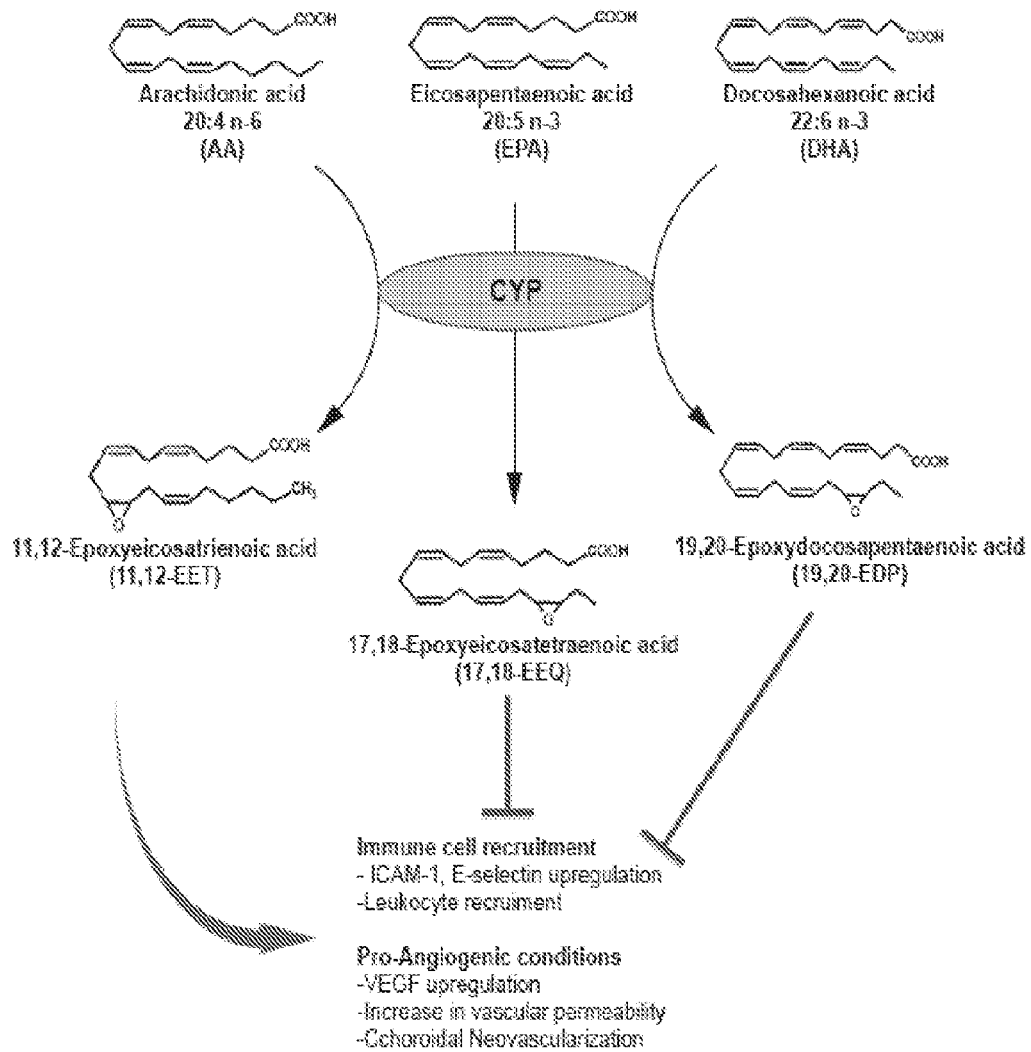 COOH
COOH
COOH
Arachidonic acid
20:4 n-6
(AA)
Eicosapentaenoic acid
20:5 n-3
(EPA)
Docosahexanoic acid
22:6 n-3
(DHA)
CYP
COOH
CH3
O
11,12-Epoxyeicosatrienoic acid
(11,12-EET)
COOH
O
17,18-Epoxyeicosatetraenoic acid
(17,18-EEQ)
COOH
O
19,20-Epoxydocosapentaenoic acid
(19,20-EDP)
Immune cell recruitment
- ICAM-1, E-selectin upregulation
-Leukocyte recruiment
Pro-Angiogenic conditions
-VEGF upregulation
-Increase in vascular permeability
-Cchoroidal Neovascularization